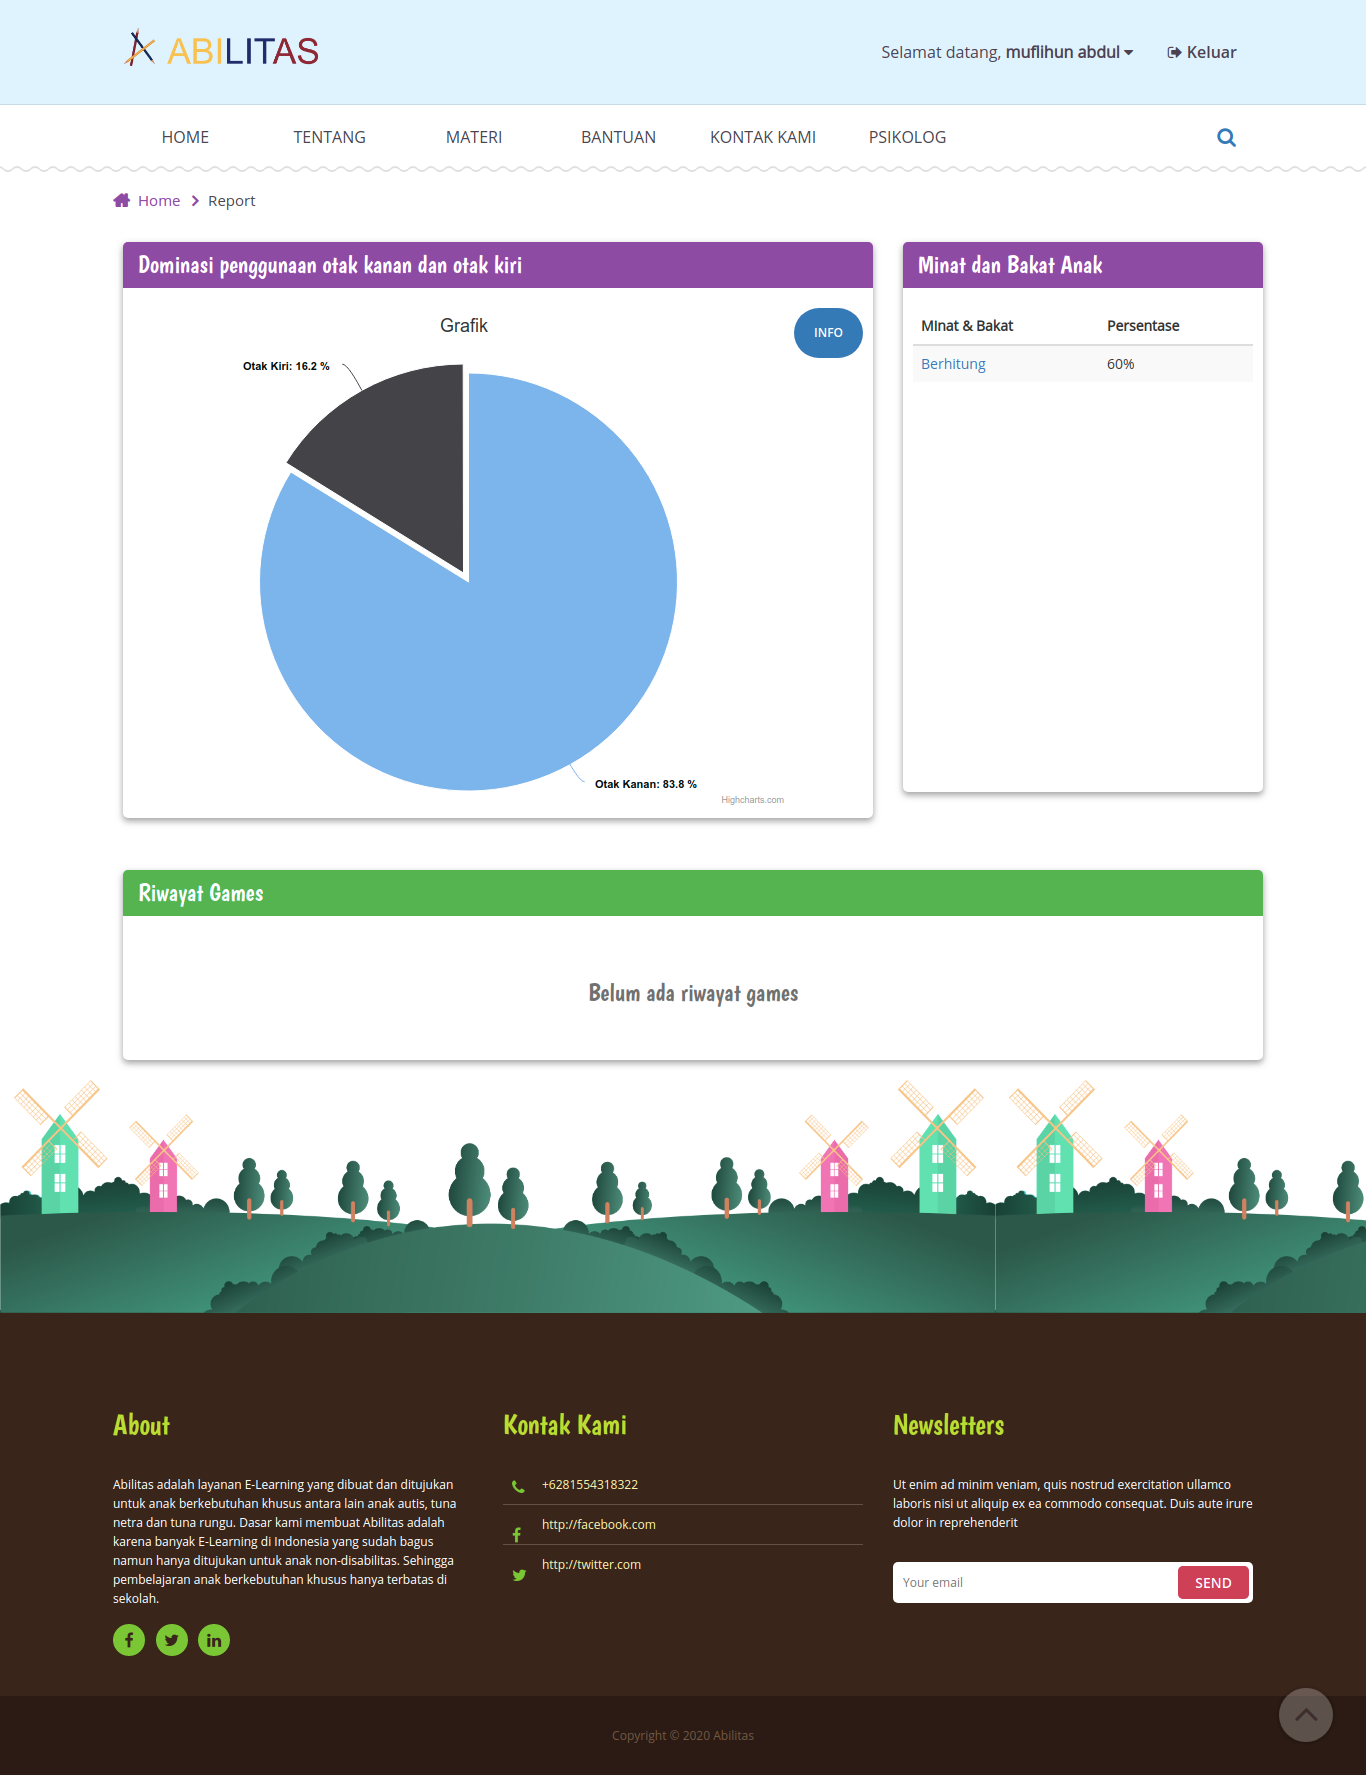 ABILITAS
Selamat datang, muflihun abdul
Keluar
HOME
TENTANG
MATERI
BANTUAN
KONTAK KAMI
PSIKOLOG
Home
Report
Dominasi penggunaan otak kanan dan otak kiri
Grafik
INFO
Otak Kiri: 16.2 %
Otak Kanan: 83.8 %
Highcharts.com
Minat dan Bakat Anak
Minat & Bakat Persentase
Berhitung 60%
Riwayat Games
Belum ada riwayat games
About
Abilitas adalah layanan E-Learning yang dibuat dan ditujukan
untuk anak berkebutuhan khusus antara lain anak autis, tuna
netra dan tuna rungu. Dasar kami membuat Abilitas adalah
karena banyak E-Learning di Indonesia yang sudah bagus
namun hanya ditujukan untuk anak non-disabilitas. Sehingga
pembelajaran anak berkebutuhan khusus hanya terbatas di
sekolah.
Kontak Kami
+6281554318322
http://facebook.com
http://twitter.com
Newsletters
Ut enim ad minim veniam, quis nostrud exercitation ullamco
laboris nisi ut aliquip ex ea commodo consequat. Duis aute irure
dolor in reprehenderit
Your email
SEND
Copyright © 2020 Abilitas